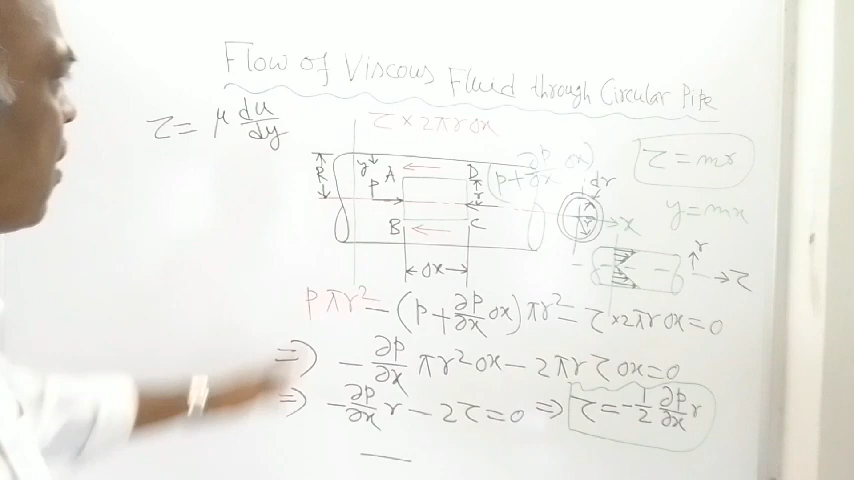 Flow of Viscous Fluid through Circular Pipe
τ = μ du/dy
τ × 2πr Δx
τ = mr
y = mx
R
y
P
A
D
r
B
C
(p + ∂p/∂x Δx)
dr
x
r
τ
Δx
p πr² − (p + ∂p/∂x Δx) πr² − τ × 2πr Δx = 0
⇒ − ∂p/∂x πr² Δx − 2πr τ Δx = 0
⇒ − ∂p/∂x r − 2τ = 0 ⇒ τ = − 1/2 ∂p/∂x r